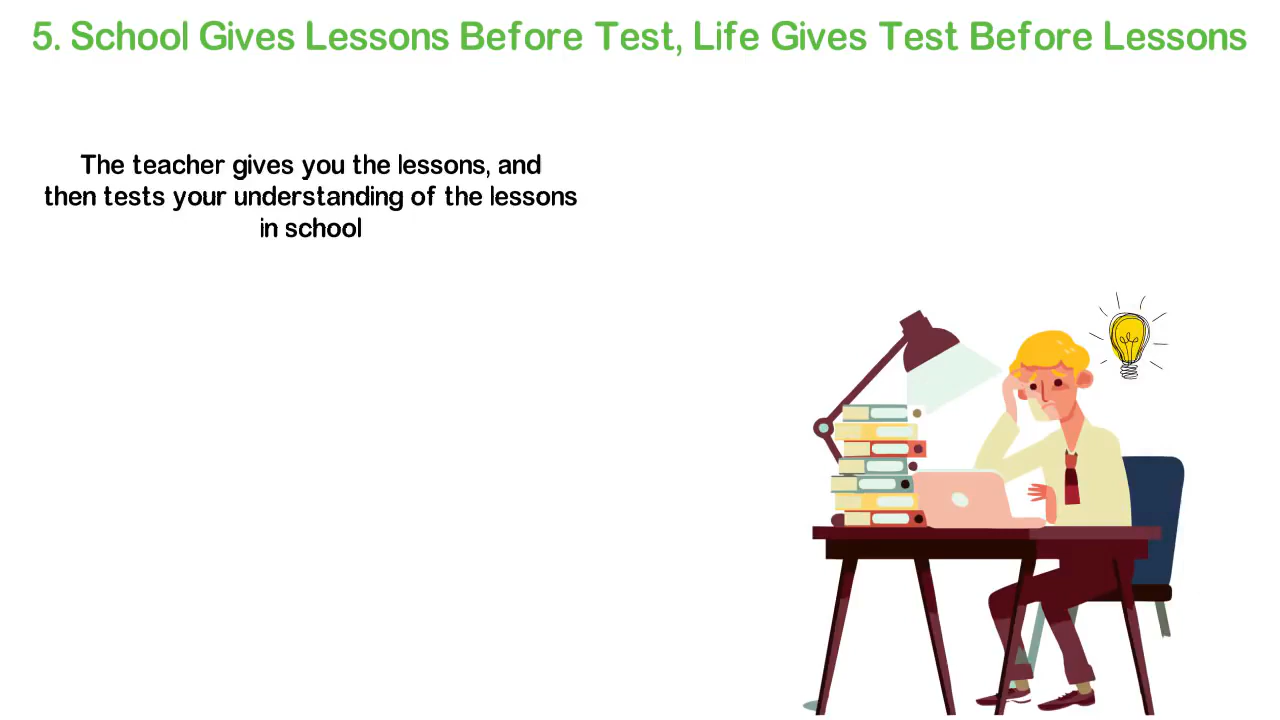 5. School Gives Lessons Before Test, Life Gives Test Before Lessons
The teacher gives you the lessons, and
then tests your understanding of the lessons
in school